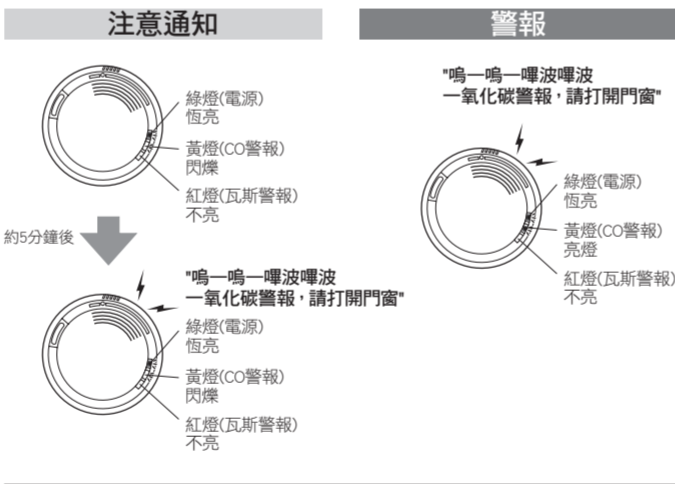 注意通知
綠燈(電源)
恆亮
黃燈(CO警報)
閃爍
紅燈(瓦斯警報)
不亮
約5分鐘後
"嗚一嗚一嗶波嗶波
一氧化碳警報，請打開門窗"
綠燈(電源)
恆亮
黃燈(CO警報)
閃爍
紅燈(瓦斯警報)
不亮
警報
"嗚一嗚一嗶波嗶波
一氧化碳警報，請打開門窗"
綠燈(電源)
恆亮
黃燈(CO警報)
亮燈
紅燈(瓦斯警報)
不亮